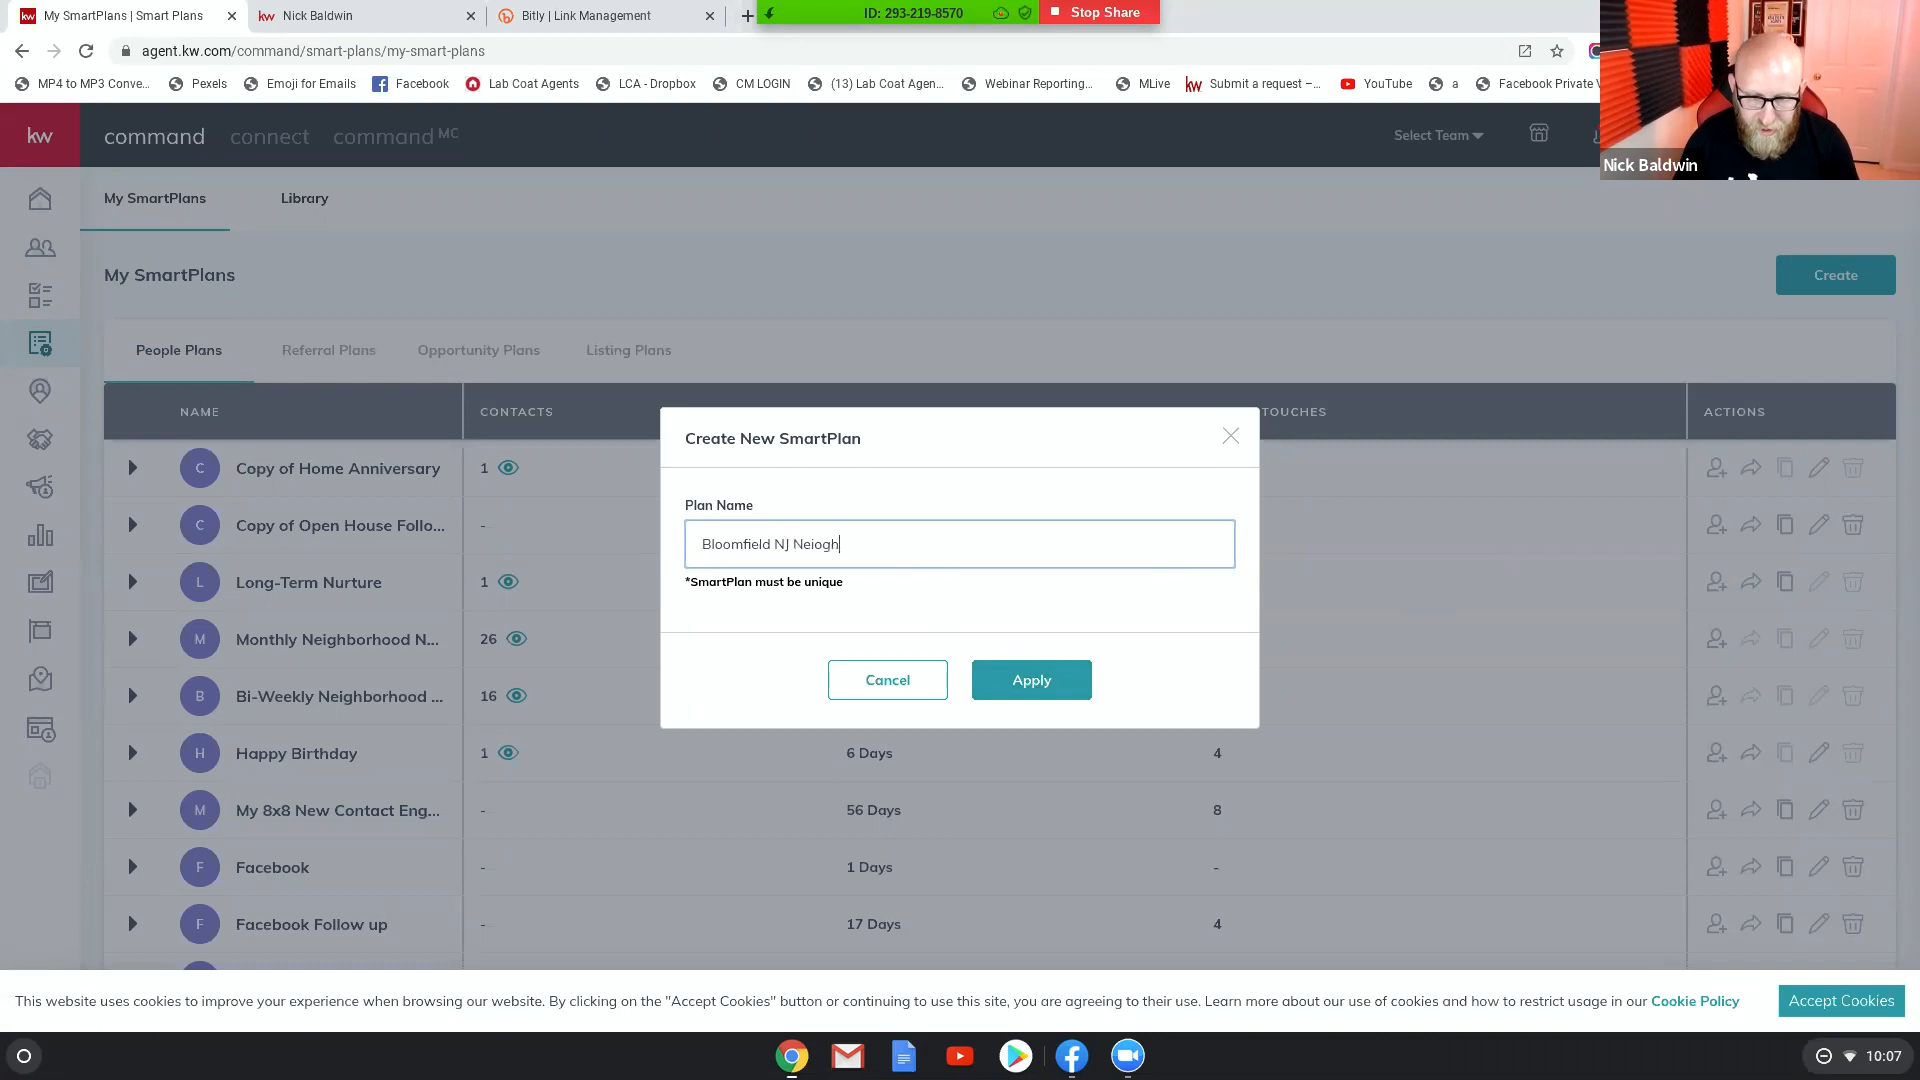 My SmartPlans | Smart Plans
Nick Baldwin
Bitly | Link Management
ID: 293-219-8570
Stop Share
agent.kw.com/command/smart-plans/my-smart-plans
MP4 to MP3 Conve...
Pexels
Emoji for Emails
Facebook
Lab Coat Agents
LCA - Dropbox
CM LOGIN
(13) Lab Coat Agen...
Webinar Reporting...
MLive
Submit a request –...
YouTube
a
Facebook Private V
Nick Baldwin
kw
command
connect
command MC
Select Team
My SmartPlans
Library
My SmartPlans
Create
People Plans
Referral Plans
Opportunity Plans
Listing Plans
NAME
CONTACTS
TOUCHES
ACTIONS
C Copy of Home Anniversary 1
C Copy of Open House Follo... -
L Long-Term Nurture 1
M Monthly Neighborhood N... 26
B Bi-Weekly Neighborhood ... 16
H Happy Birthday 1 6 Days 4
M My 8x8 New Contact Eng... - 56 Days 8
F Facebook - 1 Days -
F Facebook Follow up - 17 Days 4
Create New SmartPlan
Plan Name
Bloomfield NJ Neiogh
*SmartPlan must be unique
Cancel
Apply
This website uses cookies to improve your experience when browsing our website. By clicking on the "Accept Cookies" button or continuing to use this site, you are agreeing to their use. Learn more about our use of cookies and how to restrict usage in our Cookie Policy
Accept Cookies
10:07